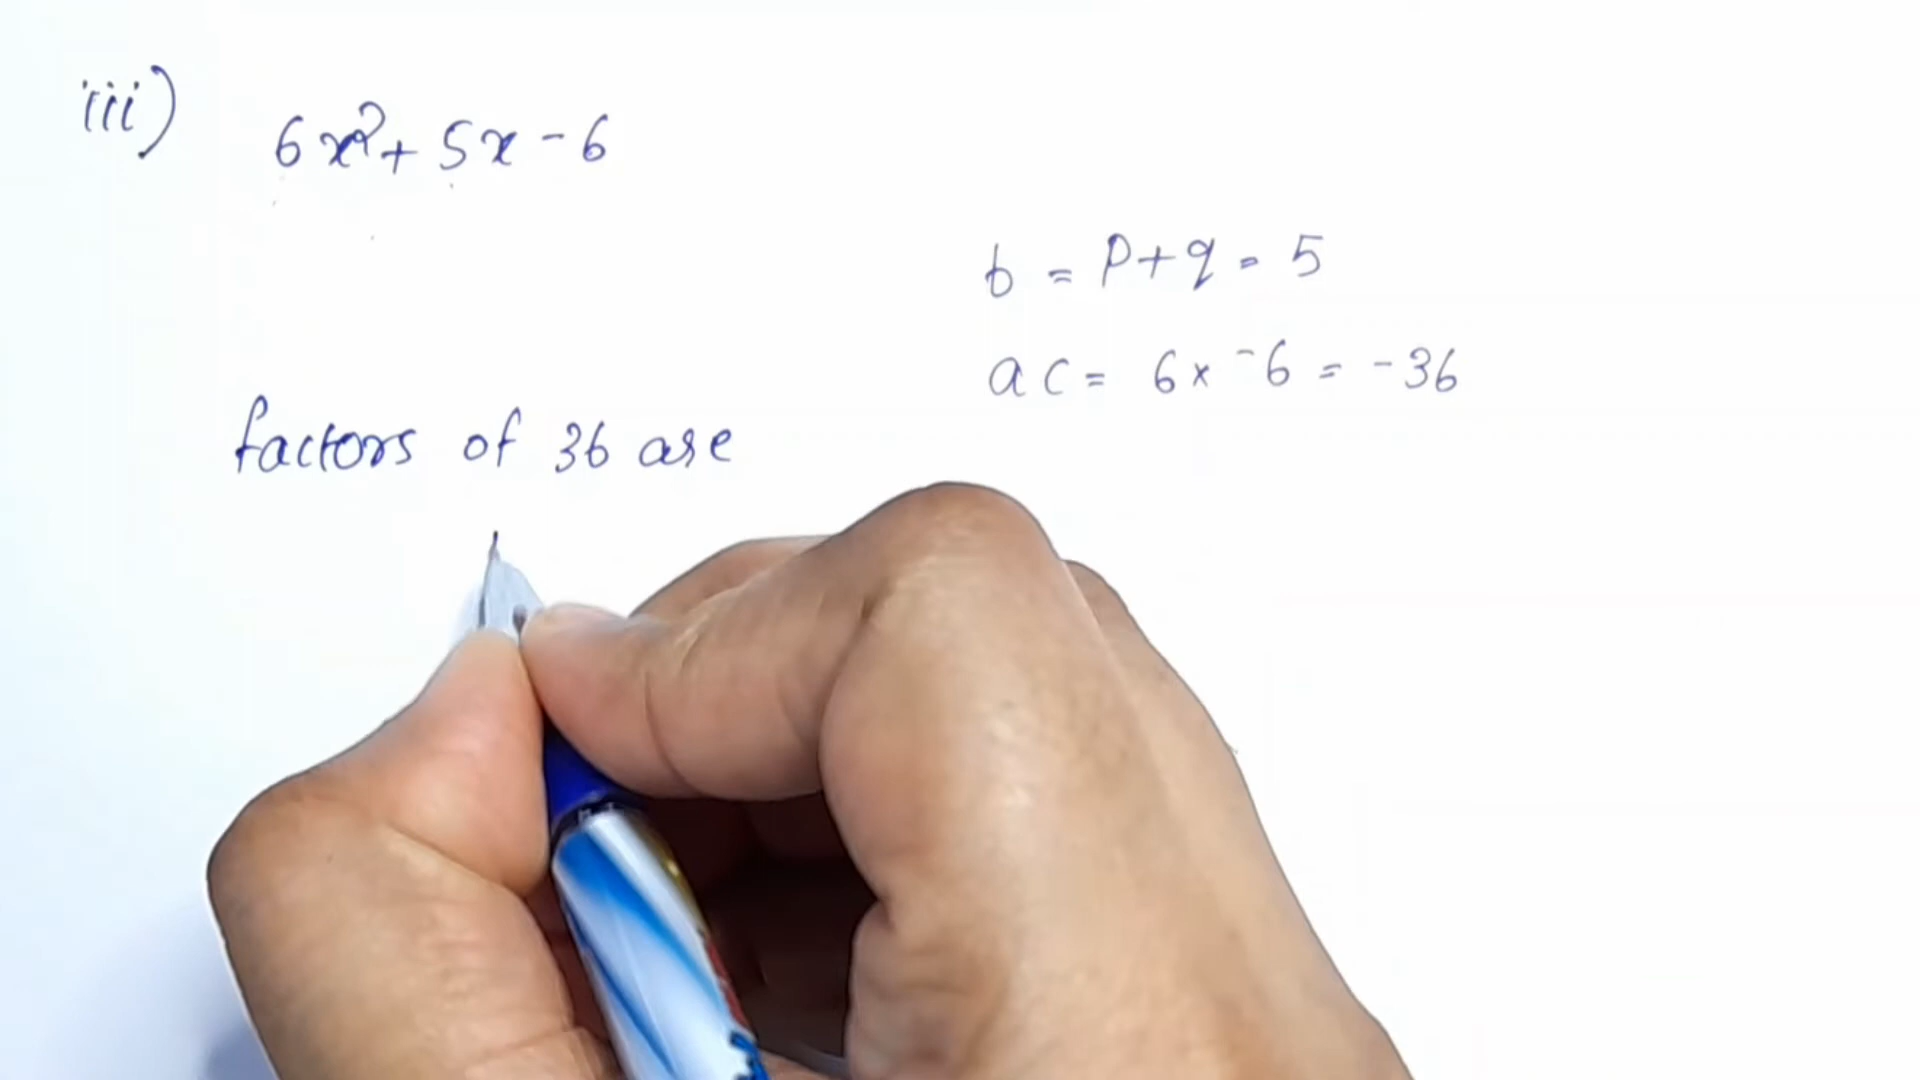 iii)
6x² + 5x - 6
b = p + q = 5
ac = 6 x -6 = -36
factors of 36 are